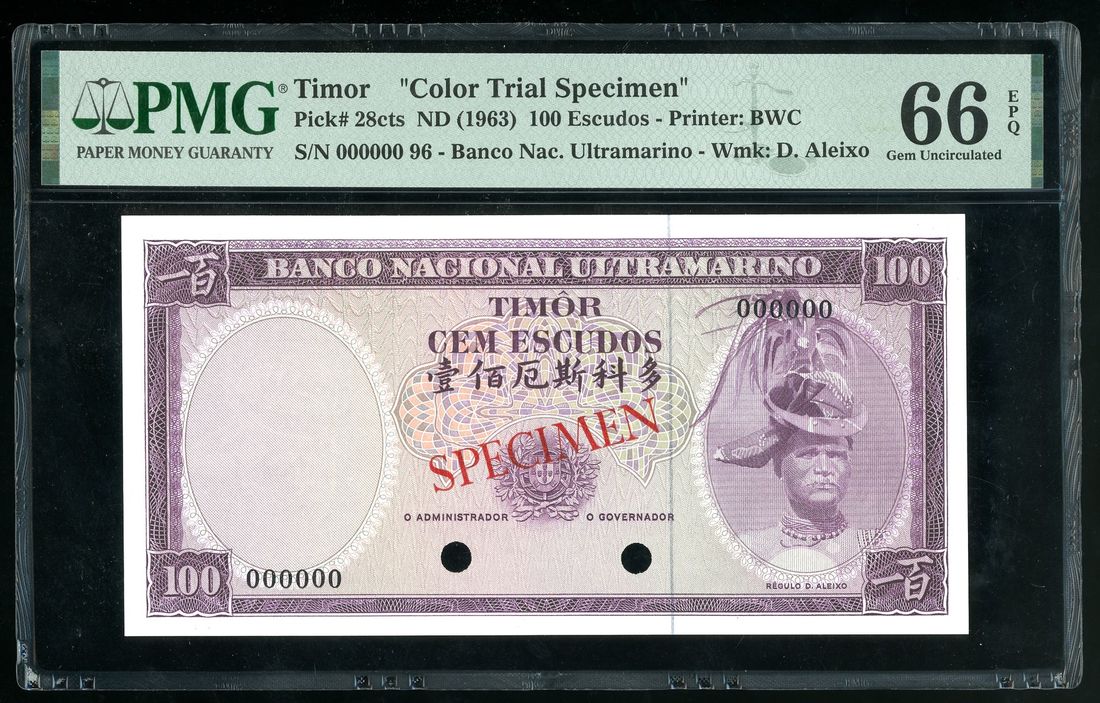 PMG®
PAPER MONEY GUARANTY
Timor "Color Trial Specimen"
Pick# 28cts ND (1963) 100 Escudos - Printer: BWC
S/N 000000 96 - Banco Nac. Ultramarino - Wmk: D. Aleixo
66
EPQ
Gem Uncirculated
一百
BANCO NACIONAL ULTRAMARINO
100
TIMÔR
000000
CEM ESCUDOS
壹佰厄斯科多
SPECIMEN
O ADMINISTRADOR
O GOVERNADOR
100
000000
RÉGULO D. ALEIXO
一百